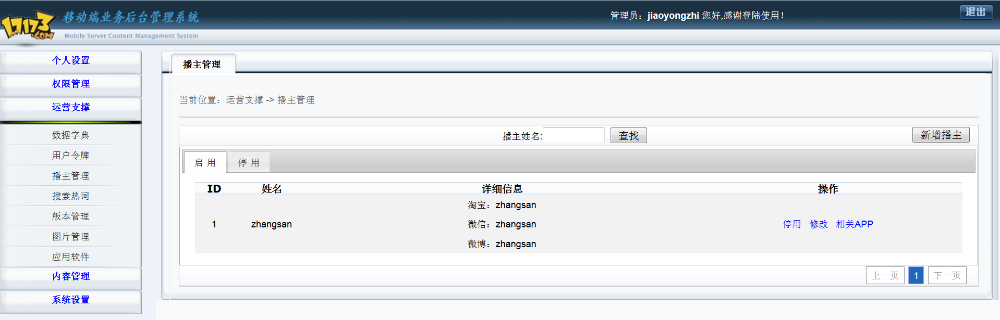 17173.COM
移动端业务后台管理系统
Mobile Server Content Management System
管理员：jiaoyongzhi 您好,感谢登陆使用！
退出
个人设置
权限管理
运营支撑
数据字典
用户令牌
播主管理
搜索热词
版本管理
图片管理
应用软件
内容管理
系统设置
播主管理
当前位置：运营支撑 -> 播主管理
播主姓名: 查找 新增播主
启 用 停 用
ID 姓名 详细信息 操作
淘宝：zhangsan
1 zhangsan 微信：zhangsan 停用 修改 相关APP
微博：zhangsan
上一页 1 下一页